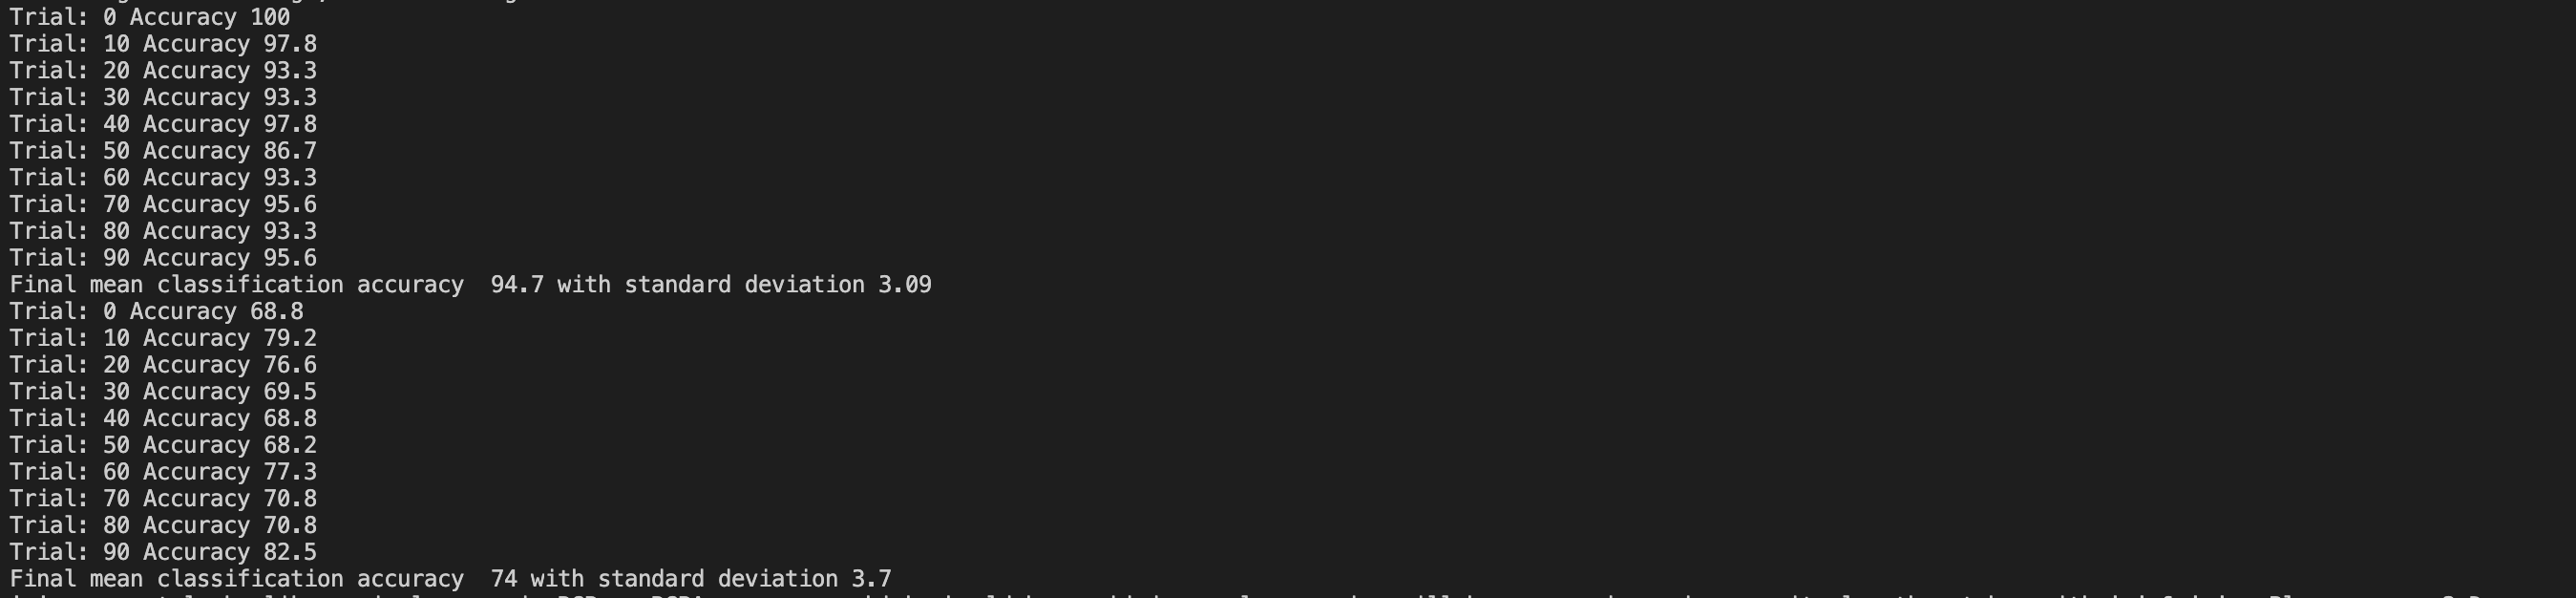 Trial: 0 Accuracy 100
Trial: 10 Accuracy 97.8
Trial: 20 Accuracy 93.3
Trial: 30 Accuracy 93.3
Trial: 40 Accuracy 97.8
Trial: 50 Accuracy 86.7
Trial: 60 Accuracy 93.3
Trial: 70 Accuracy 95.6
Trial: 80 Accuracy 93.3
Trial: 90 Accuracy 95.6
Final mean classification accuracy  94.7 with standard deviation 3.09
Trial: 0 Accuracy 68.8
Trial: 10 Accuracy 79.2
Trial: 20 Accuracy 76.6
Trial: 30 Accuracy 69.5
Trial: 40 Accuracy 68.8
Trial: 50 Accuracy 68.2
Trial: 60 Accuracy 77.3
Trial: 70 Accuracy 70.8
Trial: 80 Accuracy 70.8
Trial: 90 Accuracy 82.5
Final mean classification accuracy  74 with standard deviation 3.7